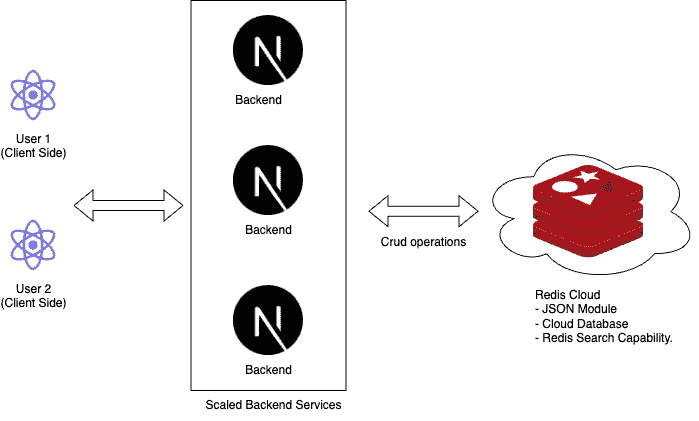 Backend
User 1
(Client Side)
Backend
Crud operations
User 2
(Client Side)
Redis Cloud
- JSON Module
- Cloud Database
- Redis Search Capability.
Backend
Scaled Backend Services